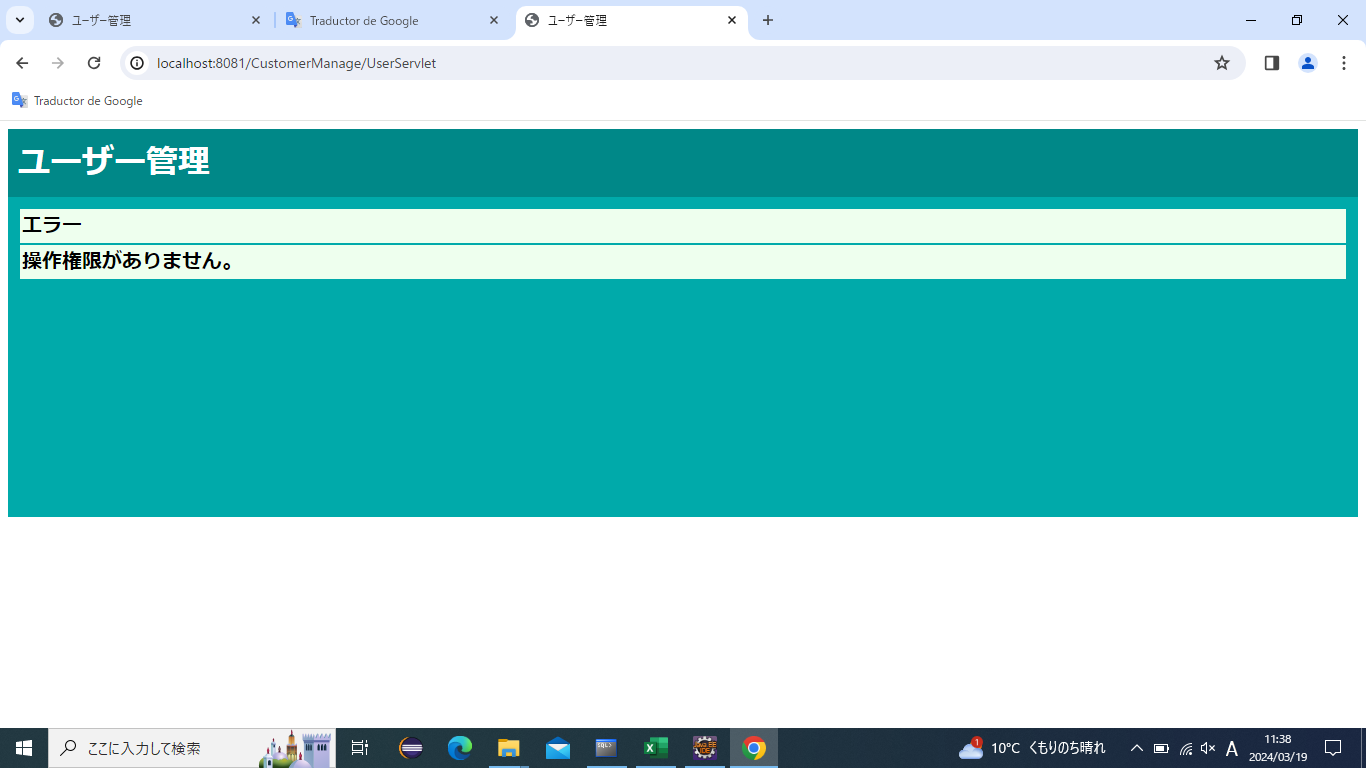 ユーザー管理
Traductor de Google
ユーザー管理
localhost:8081/CustomerManage/UserServlet
Traductor de Google
ユーザー管理
エラー
操作権限がありません。
ここに入力して検索
1
10°C くもりのち晴れ
A
11:38
2024/03/19